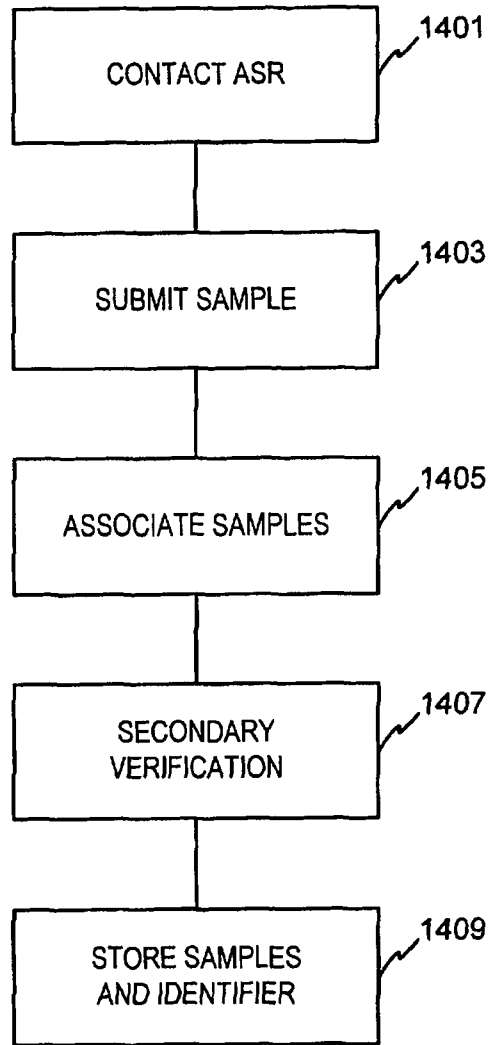 1401
CONTACT ASR
1403
SUBMIT SAMPLE
1405
ASSOCIATE SAMPLES
1407
SECONDARY
VERIFICATION
1409
STORE SAMPLES
AND IDENTIFIER